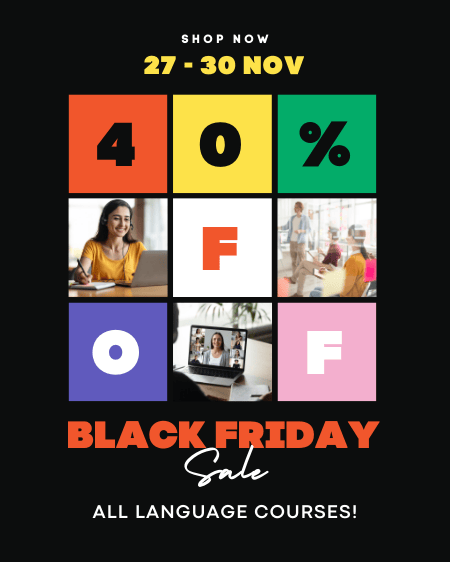 SHOP NOW
27 - 30 NOV
4 0 %
F
O F
BLACK FRIDAY
Sale
ALL LANGUAGE COURSES!